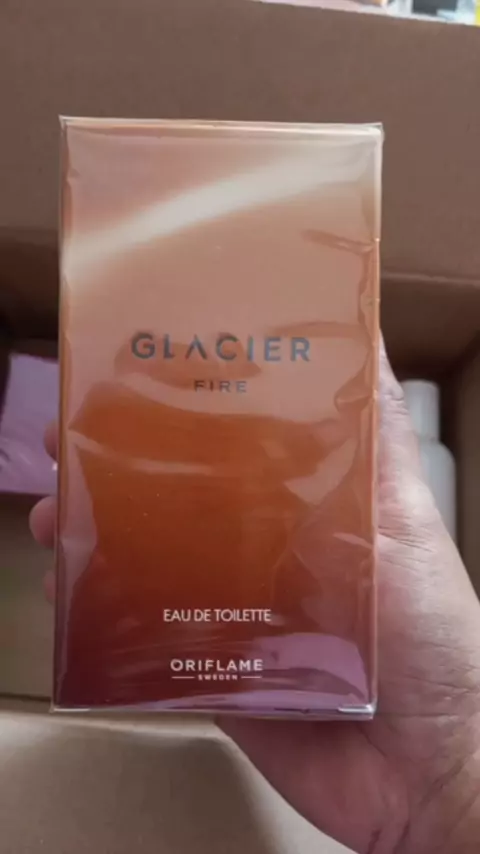 GLACIER
FIRE
EAU DE TOILETTE
ORIFLAME
SWEDEN